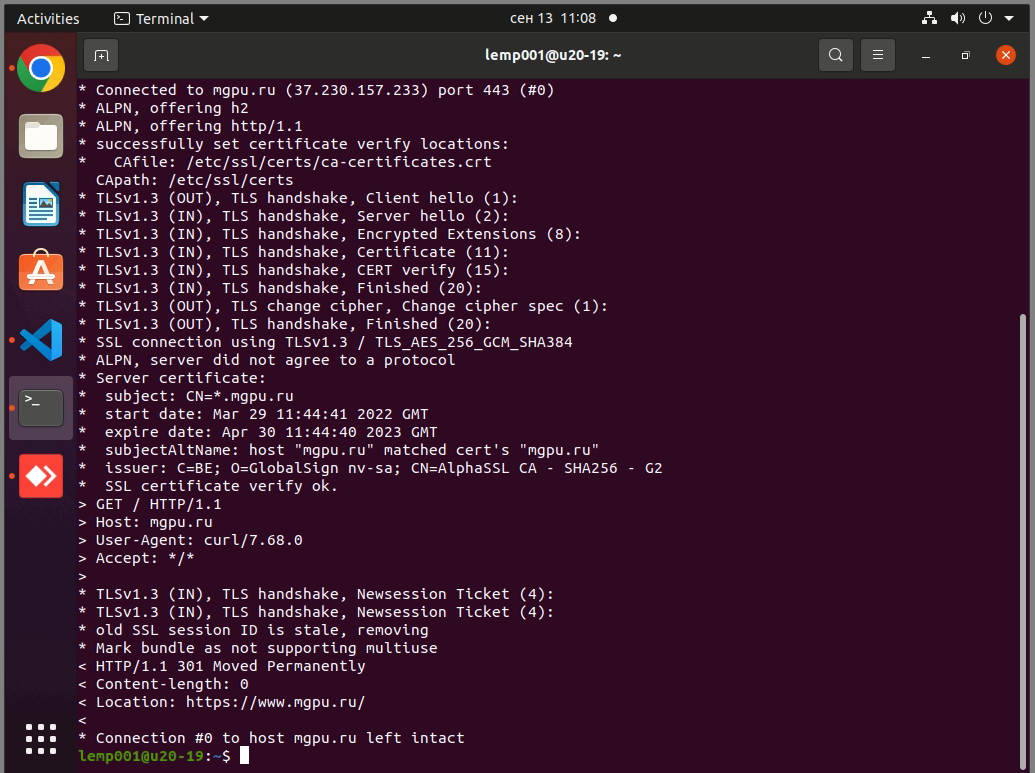 Activities
Terminal
сен 13 11:08
lemp001@u20-19: ~
* Connected to mgpu.ru (37.230.157.233) port 443 (#0)
* ALPN, offering h2
* ALPN, offering http/1.1
* successfully set certificate verify locations:
*   CAfile: /etc/ssl/certs/ca-certificates.crt
  CApath: /etc/ssl/certs
* TLSv1.3 (OUT), TLS handshake, Client hello (1):
* TLSv1.3 (IN), TLS handshake, Server hello (2):
* TLSv1.3 (IN), TLS handshake, Encrypted Extensions (8):
* TLSv1.3 (IN), TLS handshake, Certificate (11):
* TLSv1.3 (IN), TLS handshake, CERT verify (15):
* TLSv1.3 (IN), TLS handshake, Finished (20):
* TLSv1.3 (OUT), TLS change cipher, Change cipher spec (1):
* TLSv1.3 (OUT), TLS handshake, Finished (20):
* SSL connection using TLSv1.3 / TLS_AES_256_GCM_SHA384
* ALPN, server did not agree to a protocol
* Server certificate:
*  subject: CN=*.mgpu.ru
*  start date: Mar 29 11:44:41 2022 GMT
*  expire date: Apr 30 11:44:40 2023 GMT
*  subjectAltName: host "mgpu.ru" matched cert's "mgpu.ru"
*  issuer: C=BE; O=GlobalSign nv-sa; CN=AlphaSSL CA - SHA256 - G2
*  SSL certificate verify ok.
> GET / HTTP/1.1
> Host: mgpu.ru
> User-Agent: curl/7.68.0
> Accept: */*
>
* TLSv1.3 (IN), TLS handshake, Newsession Ticket (4):
* TLSv1.3 (IN), TLS handshake, Newsession Ticket (4):
* old SSL session ID is stale, removing
* Mark bundle as not supporting multiuse
< HTTP/1.1 301 Moved Permanently
< Content-length: 0
< Location: https://www.mgpu.ru/
<
* Connection #0 to host mgpu.ru left intact
lemp001@u20-19:~$